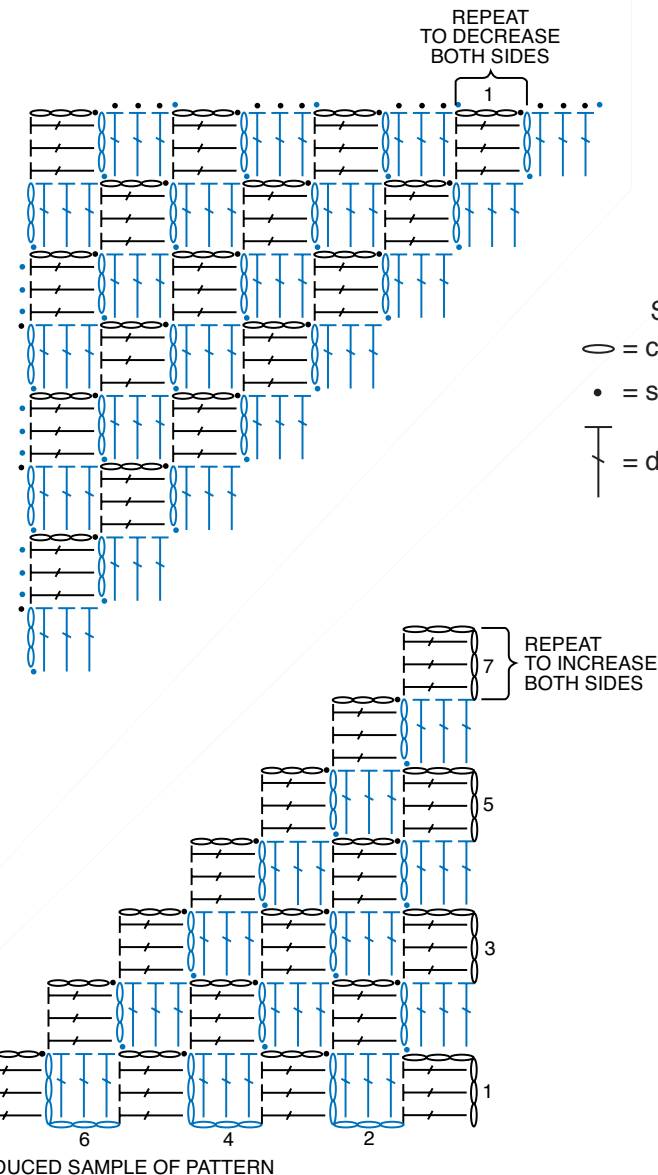 REPEAT
TO DECREASE
BOTH SIDES
1
= c
= s
= d
7
REPEAT
TO INCREASE
BOTH SIDES
5
3
1
6 4 2
SAMPLE OF PATTERN